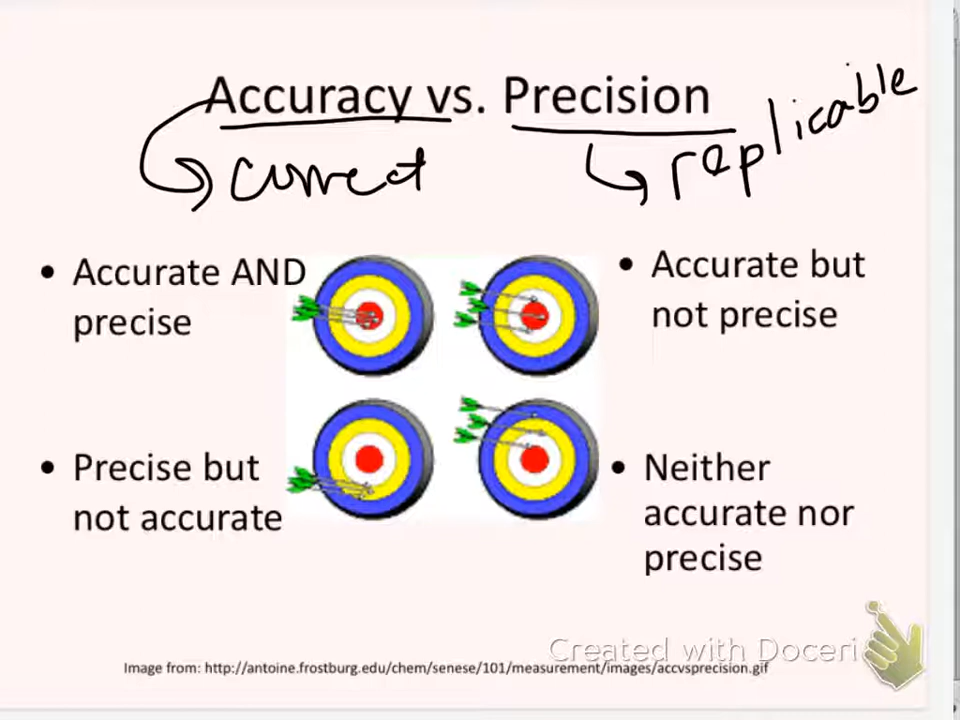 Accuracy vs. Precision
correct
replicable
• Accurate AND
precise
• Accurate but
not precise
• Precise but
not accurate
• Neither
accurate nor
precise
Created with Doceri
Image from: http://antoine.frostburg.edu/chem/senese/101/measurement/images/accvsprecision.gif